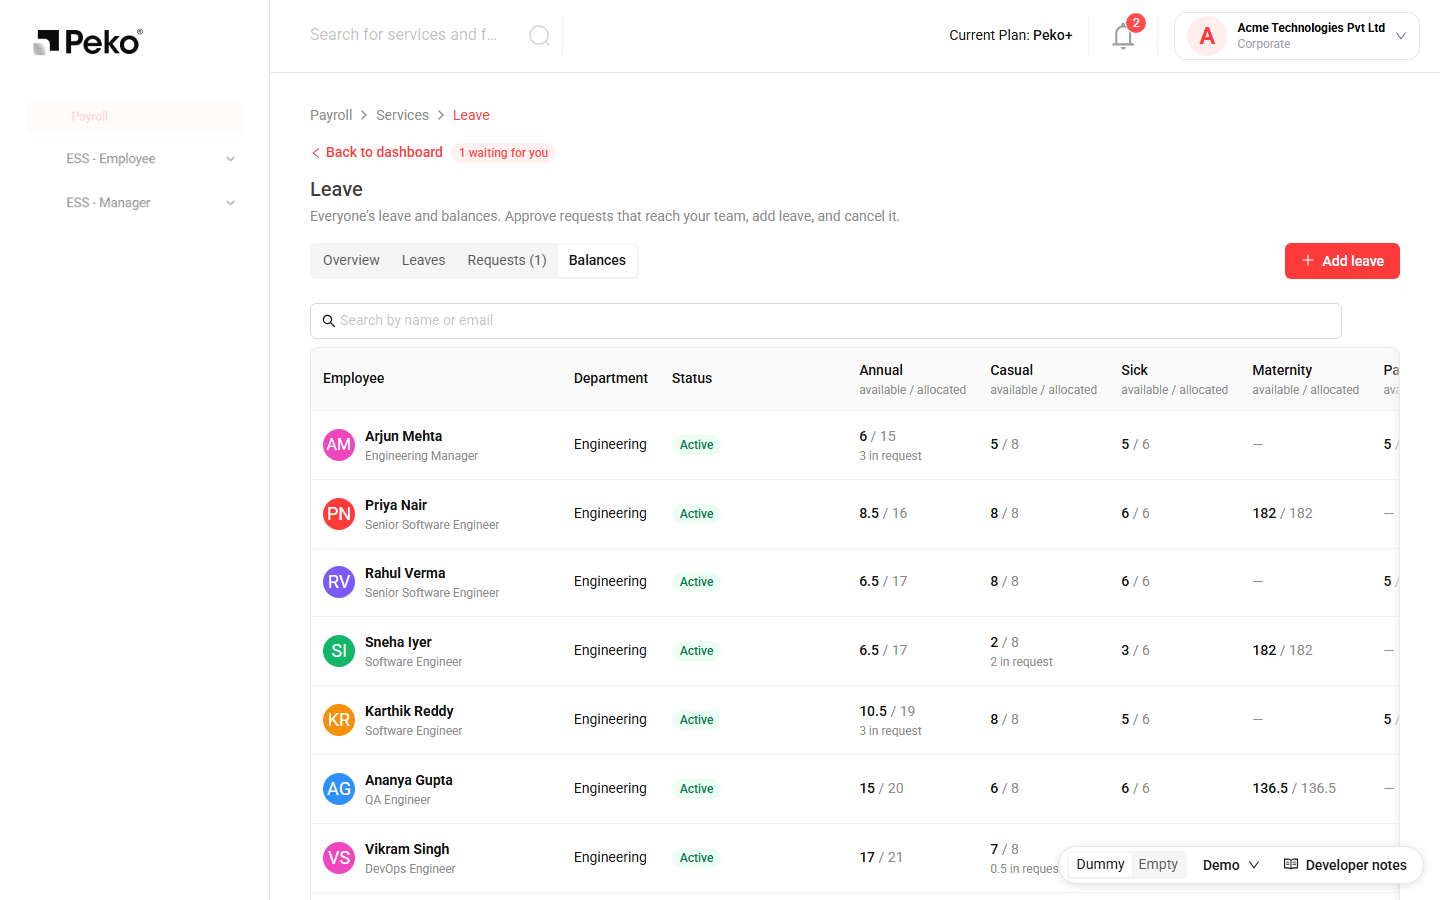 Peko®
Search for services and f...
Current Plan: Peko+
2
A
Acme Technologies Pvt Ltd
Corporate
Payroll
ESS - Employee
ESS - Manager
Payroll > Services > Leave
Back to dashboard
1 waiting for you
Leave
Everyone's leave and balances. Approve requests that reach your team, add leave, and cancel it.
Overview Leaves Requests (1) Balances
Add leave
Search by name or email
Employee Department Status Annual Casual Sick Maternity Pa
available / allocated available / allocated available / allocated available / allocated ava
AM Arjun Mehta Engineering Active 6 / 15 5 / 8 5 / 6 — 5 /
Engineering Manager 3 in request
PN Priya Nair Engineering Active 8.5 / 16 8 / 8 6 / 6 182 / 182 —
Senior Software Engineer
RV Rahul Verma Engineering Active 6.5 / 17 8 / 8 6 / 6 — 5 /
Senior Software Engineer
SI Sneha Iyer Engineering Active 6.5 / 17 2 / 8 3 / 6 182 / 182 —
Software Engineer 2 in request
KR Karthik Reddy Engineering Active 10.5 / 19 8 / 8 5 / 6 — 5 /
Software Engineer 3 in request
AG Ananya Gupta Engineering Active 15 / 20 6 / 8 6 / 6 136.5 / 136.5 —
QA Engineer
VS Vikram Singh Engineering Active 17 / 21 7 / 8
DevOps Engineer 0.5 in reques
Dummy Empty Demo Developer notes